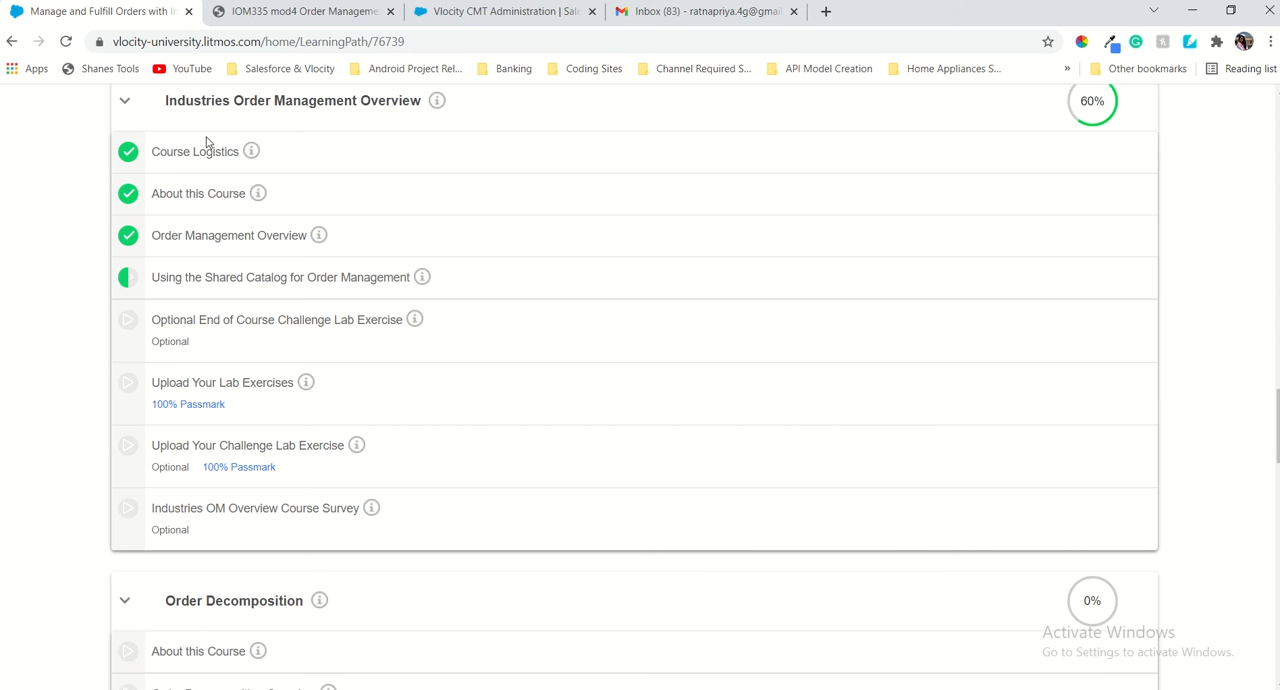 Manage and Fulfill Orders with In
IOM335 mod4 Order Manageme
Vlocity CMT Administration | Sale
Inbox (83) - ratnapriya.4g@gmai
vlocity-university.litmos.com/home/LearningPath/76739
Apps
Shanes Tools
YouTube
Salesforce & Vlocity
Android Project Rel...
Banking
Coding Sites
Channel Required S...
API Model Creation
Home Appliances S...
»
Other bookmarks
Reading list
Industries Order Management Overview
60%
Course Logistics
About this Course
Order Management Overview
Using the Shared Catalog for Order Management
Optional End of Course Challenge Lab Exercise
Optional
Upload Your Lab Exercises
100% Passmark
Upload Your Challenge Lab Exercise
Optional 100% Passmark
Industries OM Overview Course Survey
Optional
Order Decomposition
0%
Activate Windows
Go to Settings to activate Windows.
About this Course